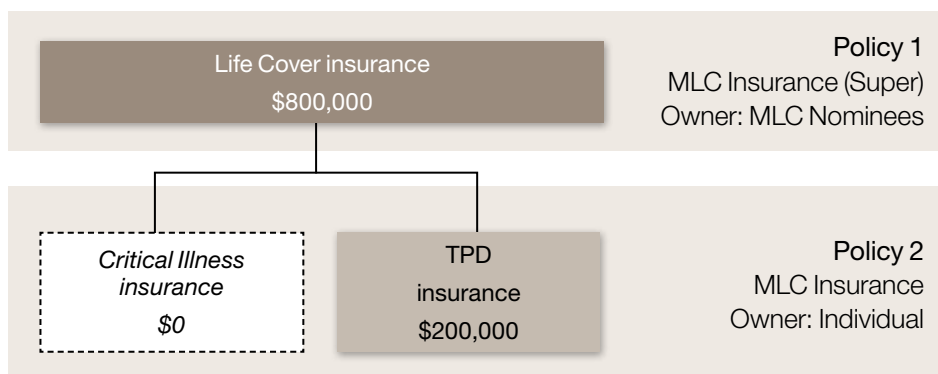 Life Cover insurance
$800,000
Policy 1
MLC Insurance (Super)
Owner: MLC Nominees
Critical Illness
insurance
$0
TPD
insurance
$200,000
Policy 2
MLC Insurance
Owner: Individual